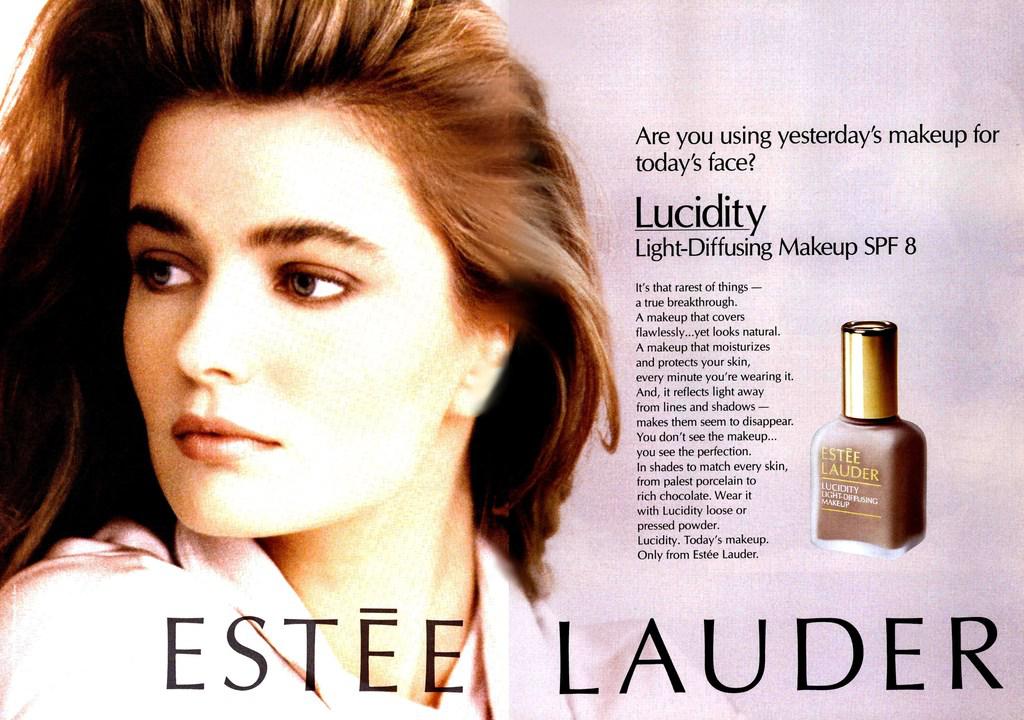 Are you using yesterday's makeup for
today's face?
Lucidity
Light-Diffusing Makeup SPF 8
It's that rarest of things —
a true breakthrough.
A makeup that covers
flawlessly...yet looks natural.
A makeup that moisturizes
and protects your skin,
every minute you're wearing it.
And, it reflects light away
from lines and shadows —
makes them seem to disappear.
You don't see the makeup...
you see the perfection.
In shades to match every skin,
from palest porcelain to
rich chocolate. Wear it
with Lucidity loose or
pressed powder.
Lucidity. Today's makeup.
Only from Estée Lauder.
ESTĒE
LAUDER
LUCIDITY
LIGHT-DIFFUSING
MAKEUP
ESTĒE LAUDER